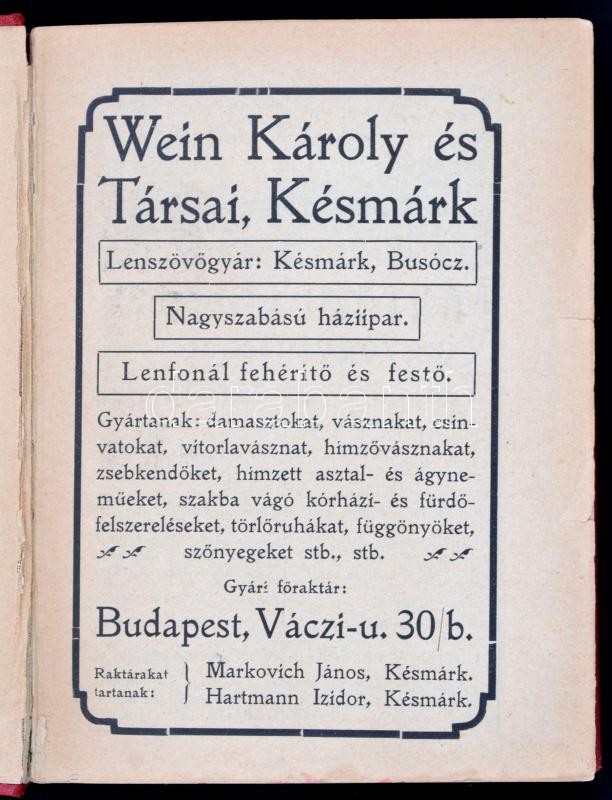 Wein Károly és
Társai, Késmárk
Lenszövőgyár: Késmárk, Busócz.
Nagyszabású háziipar.
Lenfonál fehérítő és festő.
darabanth
Gyártanak: damasztokat, vásznakat, csin
vatokat, vitorlavásznat, hímzővásznakat,
zsebkendőket, hímzett asztal- és ágyne-
műeket, szakba vágó kórházi- és fürdő-
felszereléseket, törlőruhákat, függönyöket,
szőnyegeket stb., stb.
Gyári főraktár:
Budapest, Váczi-u. 30/b.
Raktárakat
tartanak:
Markovich János, Késmárk.
Hartmann Izidor, Késmárk.